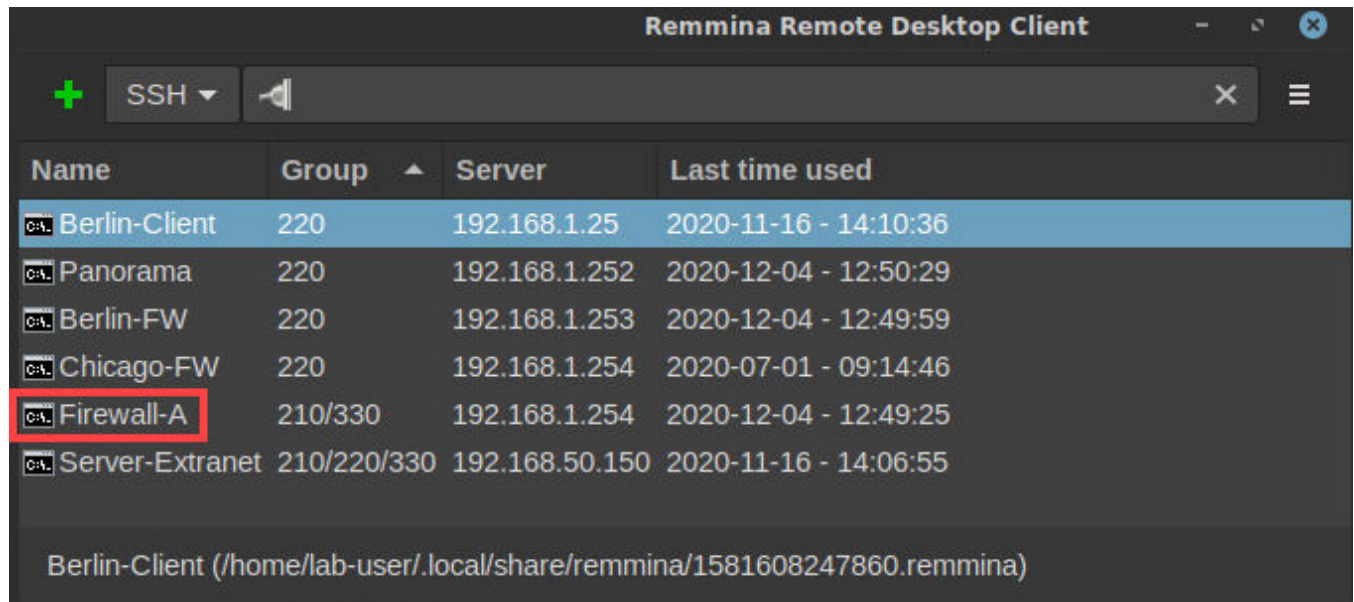 Remmina Remote Desktop Client
SSH
Name Group Server Last time used
Berlin-Client 220 192.168.1.25 2020-11-16 - 14:10:36
Panorama 220 192.168.1.252 2020-12-04 - 12:50:29
Berlin-FW 220 192.168.1.253 2020-12-04 - 12:49:59
Chicago-FW 220 192.168.1.254 2020-07-01 - 09:14:46
Firewall-A 210/330 192.168.1.254 2020-12-04 - 12:49:25
Server-Extranet 210/220/330 192.168.50.150 2020-11-16 - 14:06:55
Berlin-Client (/home/lab-user/.local/share/remmina/1581608247860.remmina)